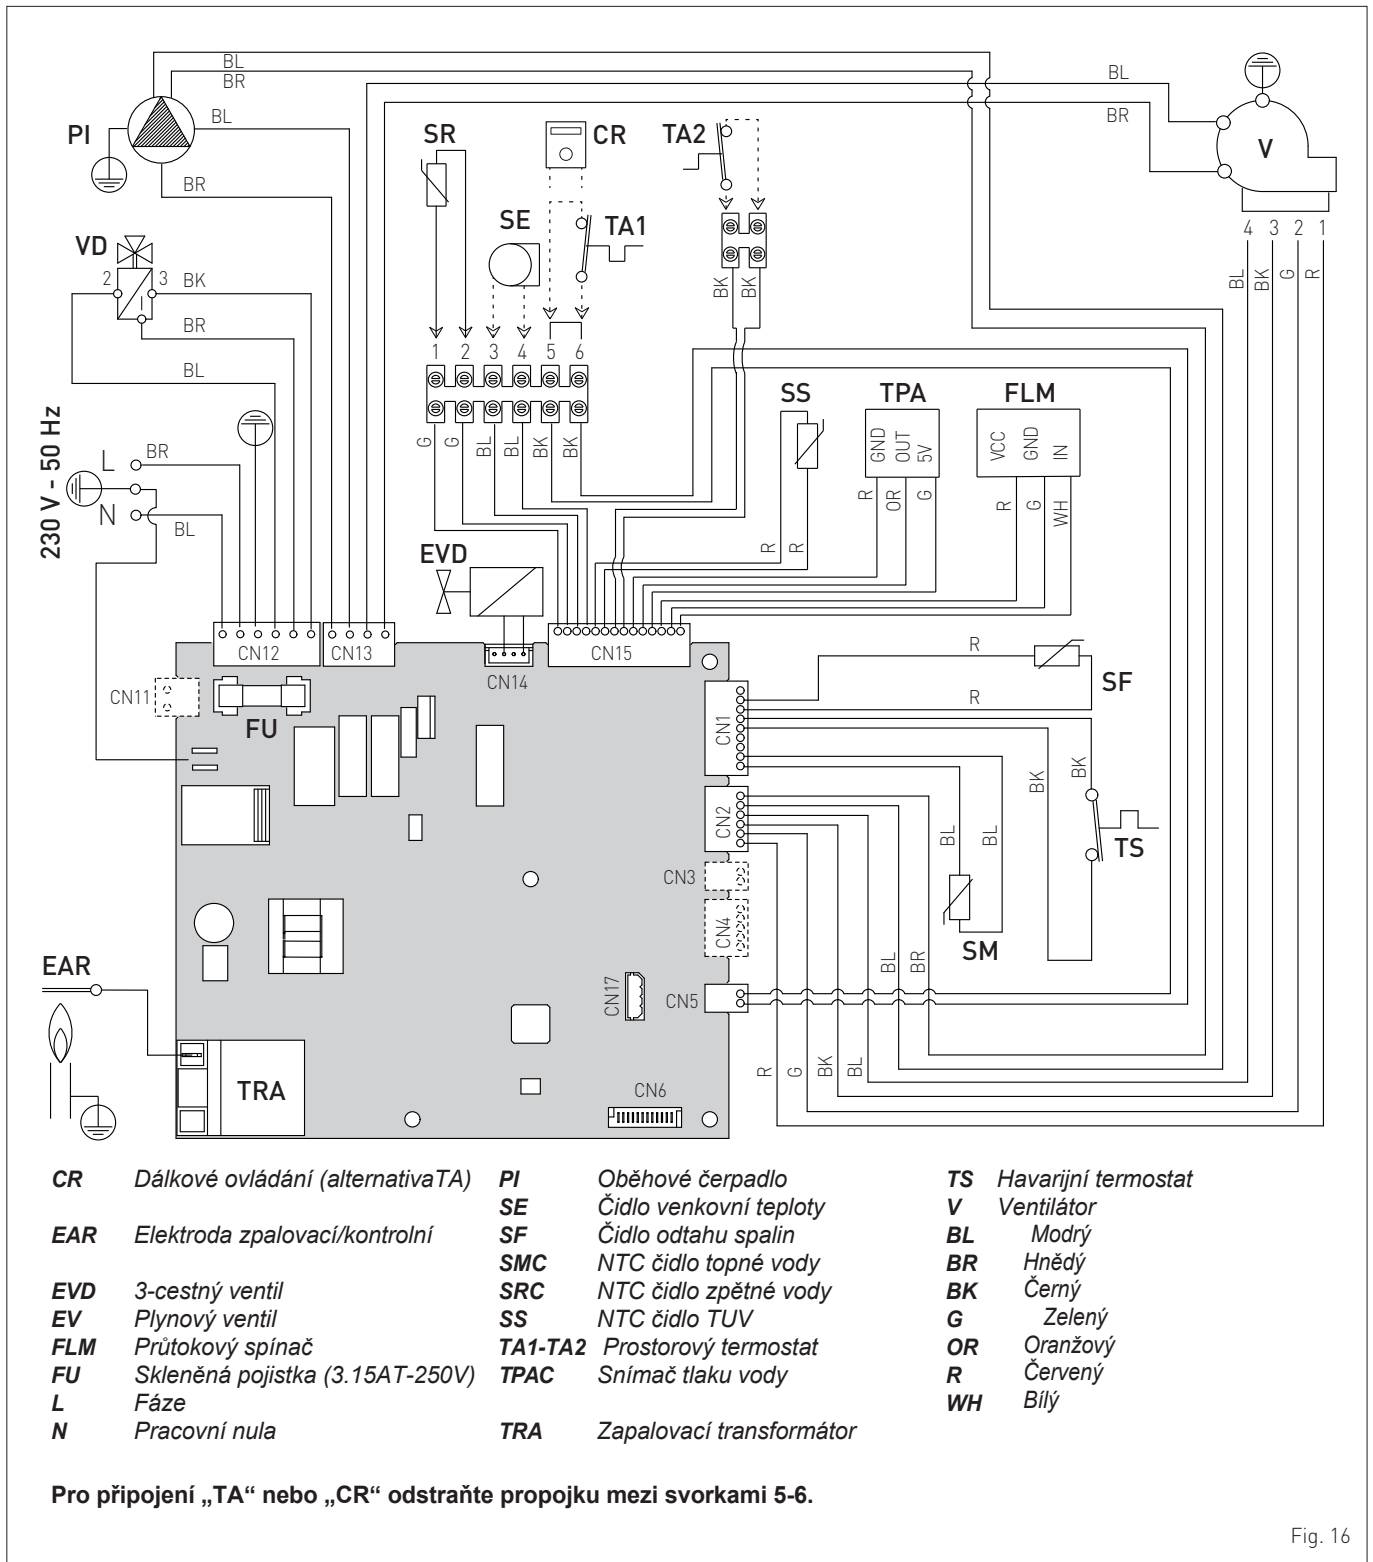 BL
BR
BL
BR
PI
BL
SR
CR
TA2
V
BR
SE
TA1
VD
2
3
BK
BR
BL
4 3 2 1
BL
BK
G
R
BK
BK
1 2 3 4 5 6
230 V - 50 Hz
L
BR
N
BL
G
G
BL
BL
BK
BK
SS
TPA
FLM
GND
OUT
5V
VCC
GND
IN
R
OR
G
R
G
WH
R
R
EVD
CN12
CN13
CN14
CN15
R
SF
R
CN11
FU
CN1
BK
BK
CN2
BL
BL
TS
CN3
CN4
SM
EAR
BL
BR
CN17
CN5
TRA
CN6
R
G
BK
BL
CR Dálkové ovládání (alternativaTA)
EAR Elektroda zpalovací/kontrolní
EVD 3-cestný ventil
EV Plynový ventil
FLM Průtokový spínač
FU Skleněná pojistka (3.15AT-250V)
L Fáze
N Pracovní nula
PI Oběhové čerpadlo
SE Čidlo venkovní teploty
SF Čidlo odtahu spalin
SMC NTC čidlo topné vody
SRC NTC čidlo zpětné vody
SS NTC čidlo TUV
TA1-TA2 Prostorový termostat
TPAC Snímač tlaku vody
TRA Zapalovací transformátor
TS Havarijní termostat
V Ventilátor
BL Modrý
BR Hnědý
BK Černý
G Zelený
OR Oranžový
R Červený
WH Bílý
Pro připojení „TA“ nebo „CR“ odstraňte propojku mezi svorkami 5-6.
Fig. 16